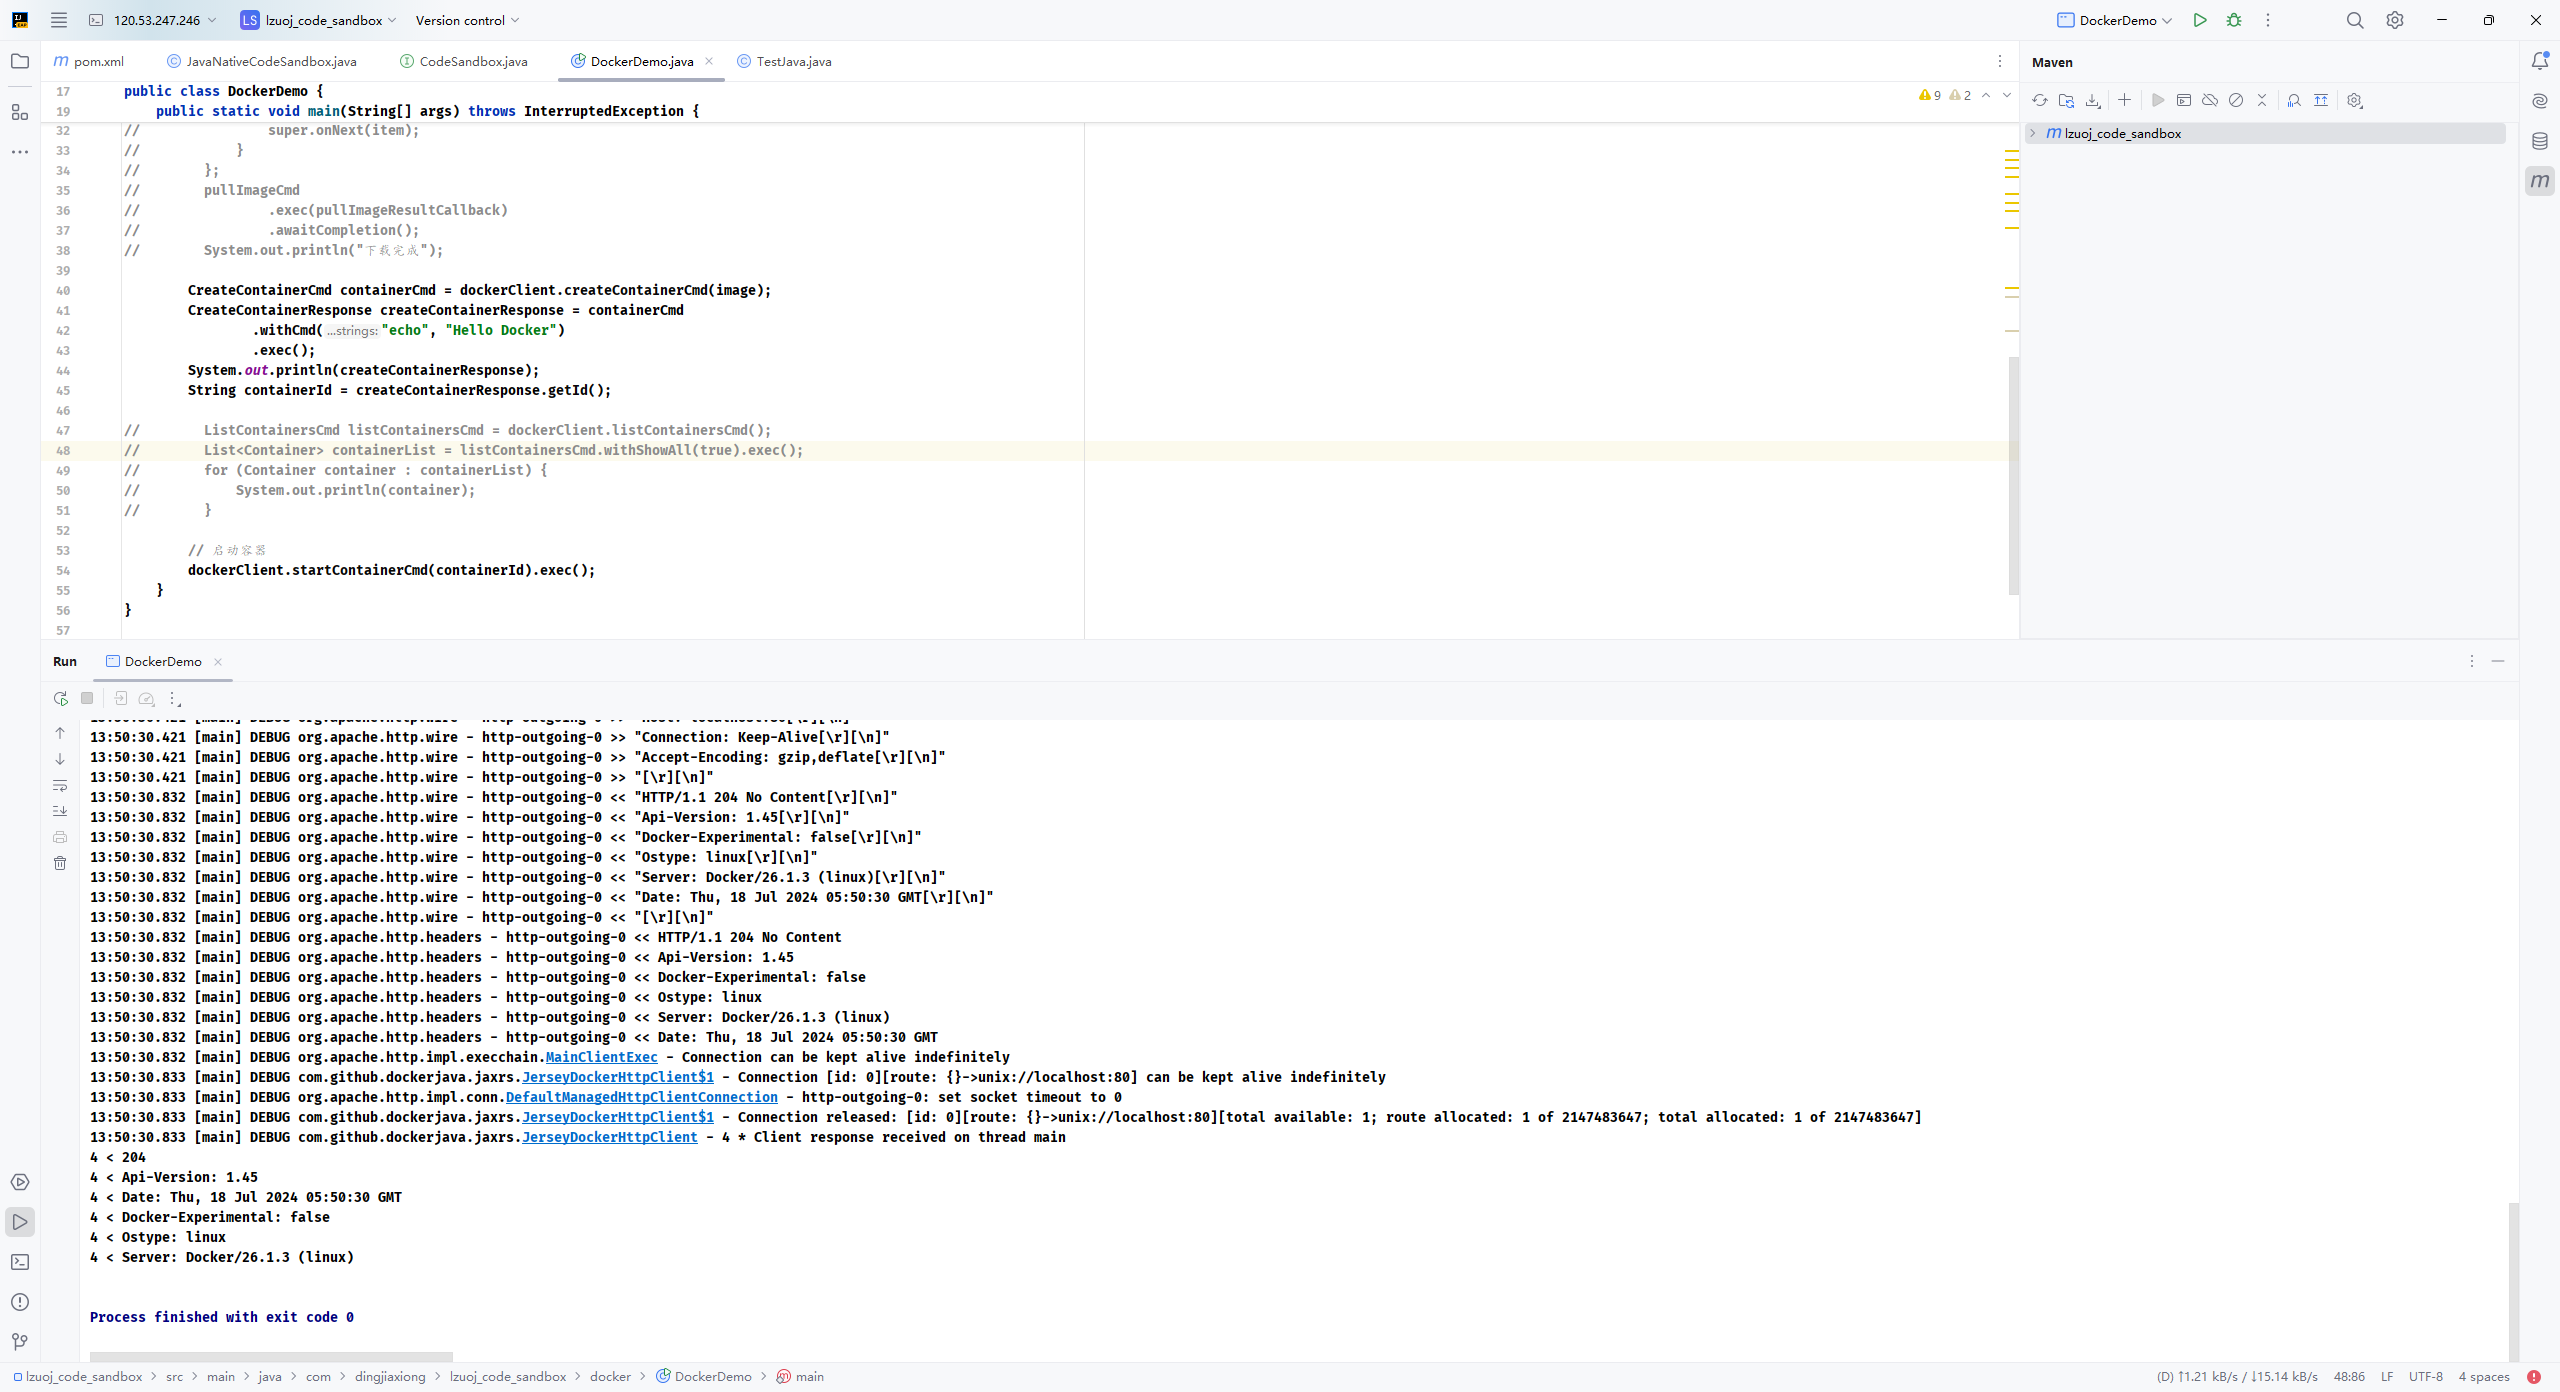 120.53.247.246 LS lzuoj_code_sandbox Version control DockerDemo
m pom.xml JavaNativeCodeSandbox.java CodeSandbox.java DockerDemo.java TestJava.java
Maven
9 2
lzuoj_code_sandbox
17 public class DockerDemo {
19 public static void main(String[] args) throws InterruptedException {
32 // super.onNext(item);
33 // }
34 // };
35 // pullImageCmd
36 // .exec(pullImageResultCallback)
37 // .awaitCompletion();
38 // System.out.println("下载完成");
39
40 CreateContainerCmd containerCmd = dockerClient.createContainerCmd(image);
41 CreateContainerResponse createContainerResponse = containerCmd
42 .withCmd( ...strings: "echo", "Hello Docker")
43 .exec();
44 System.out.println(createContainerResponse);
45 String containerId = createContainerResponse.getId();
46
47 // ListContainersCmd listContainersCmd = dockerClient.listContainersCmd();
48 // List<Container> containerList = listContainersCmd.withShowAll(true).exec();
49 // for (Container container : containerList) {
50 // System.out.println(container);
51 // }
52
53 // 启动容器
54 dockerClient.startContainerCmd(containerId).exec();
55 }
56 }
57
Run DockerDemo
13:50:30.421 [main] DEBUG org.apache.http.wire - http-outgoing-0 >> "Host: localhost:80[\r][\n]"
13:50:30.421 [main] DEBUG org.apache.http.wire - http-outgoing-0 >> "Connection: Keep-Alive[\r][\n]"
13:50:30.421 [main] DEBUG org.apache.http.wire - http-outgoing-0 >> "Accept-Encoding: gzip,deflate[\r][\n]"
13:50:30.421 [main] DEBUG org.apache.http.wire - http-outgoing-0 >> "[\r][\n]"
13:50:30.832 [main] DEBUG org.apache.http.wire - http-outgoing-0 << "HTTP/1.1 204 No Content[\r][\n]"
13:50:30.832 [main] DEBUG org.apache.http.wire - http-outgoing-0 << "Api-Version: 1.45[\r][\n]"
13:50:30.832 [main] DEBUG org.apache.http.wire - http-outgoing-0 << "Docker-Experimental: false[\r][\n]"
13:50:30.832 [main] DEBUG org.apache.http.wire - http-outgoing-0 << "Ostype: linux[\r][\n]"
13:50:30.832 [main] DEBUG org.apache.http.wire - http-outgoing-0 << "Server: Docker/26.1.3 (linux)[\r][\n]"
13:50:30.832 [main] DEBUG org.apache.http.wire - http-outgoing-0 << "Date: Thu, 18 Jul 2024 05:50:30 GMT[\r][\n]"
13:50:30.832 [main] DEBUG org.apache.http.wire - http-outgoing-0 << "[\r][\n]"
13:50:30.832 [main] DEBUG org.apache.http.headers - http-outgoing-0 << HTTP/1.1 204 No Content
13:50:30.832 [main] DEBUG org.apache.http.headers - http-outgoing-0 << Api-Version: 1.45
13:50:30.832 [main] DEBUG org.apache.http.headers - http-outgoing-0 << Docker-Experimental: false
13:50:30.832 [main] DEBUG org.apache.http.headers - http-outgoing-0 << Ostype: linux
13:50:30.832 [main] DEBUG org.apache.http.headers - http-outgoing-0 << Server: Docker/26.1.3 (linux)
13:50:30.832 [main] DEBUG org.apache.http.headers - http-outgoing-0 << Date: Thu, 18 Jul 2024 05:50:30 GMT
13:50:30.832 [main] DEBUG org.apache.http.impl.execchain.MainClientExec - Connection can be kept alive indefinitely
13:50:30.833 [main] DEBUG com.github.dockerjava.jaxrs.JerseyDockerHttpClient$1 - Connection [id: 0][route: {}->unix://localhost:80] can be kept alive indefinitely
13:50:30.833 [main] DEBUG org.apache.http.impl.conn.DefaultManagedHttpClientConnection - http-outgoing-0: set socket timeout to 0
13:50:30.833 [main] DEBUG com.github.dockerjava.jaxrs.JerseyDockerHttpClient$1 - Connection released: [id: 0][route: {}->unix://localhost:80][total available: 1; route allocated: 1 of 2147483647; total allocated: 1 of 2147483647]
13:50:30.833 [main] DEBUG com.github.dockerjava.jaxrs.JerseyDockerHttpClient - 4 * Client response received on thread main
4 < 204
4 < Api-Version: 1.45
4 < Date: Thu, 18 Jul 2024 05:50:30 GMT
4 < Docker-Experimental: false
4 < Ostype: linux
4 < Server: Docker/26.1.3 (linux)
Process finished with exit code 0
lzuoj_code_sandbox > src > main > java > com > dingjiaxiong > lzuoj_code_sandbox > docker > DockerDemo > main (D) ↑1.21 kB/s / ↓15.14 kB/s 48:86 LF UTF-8 4 spaces